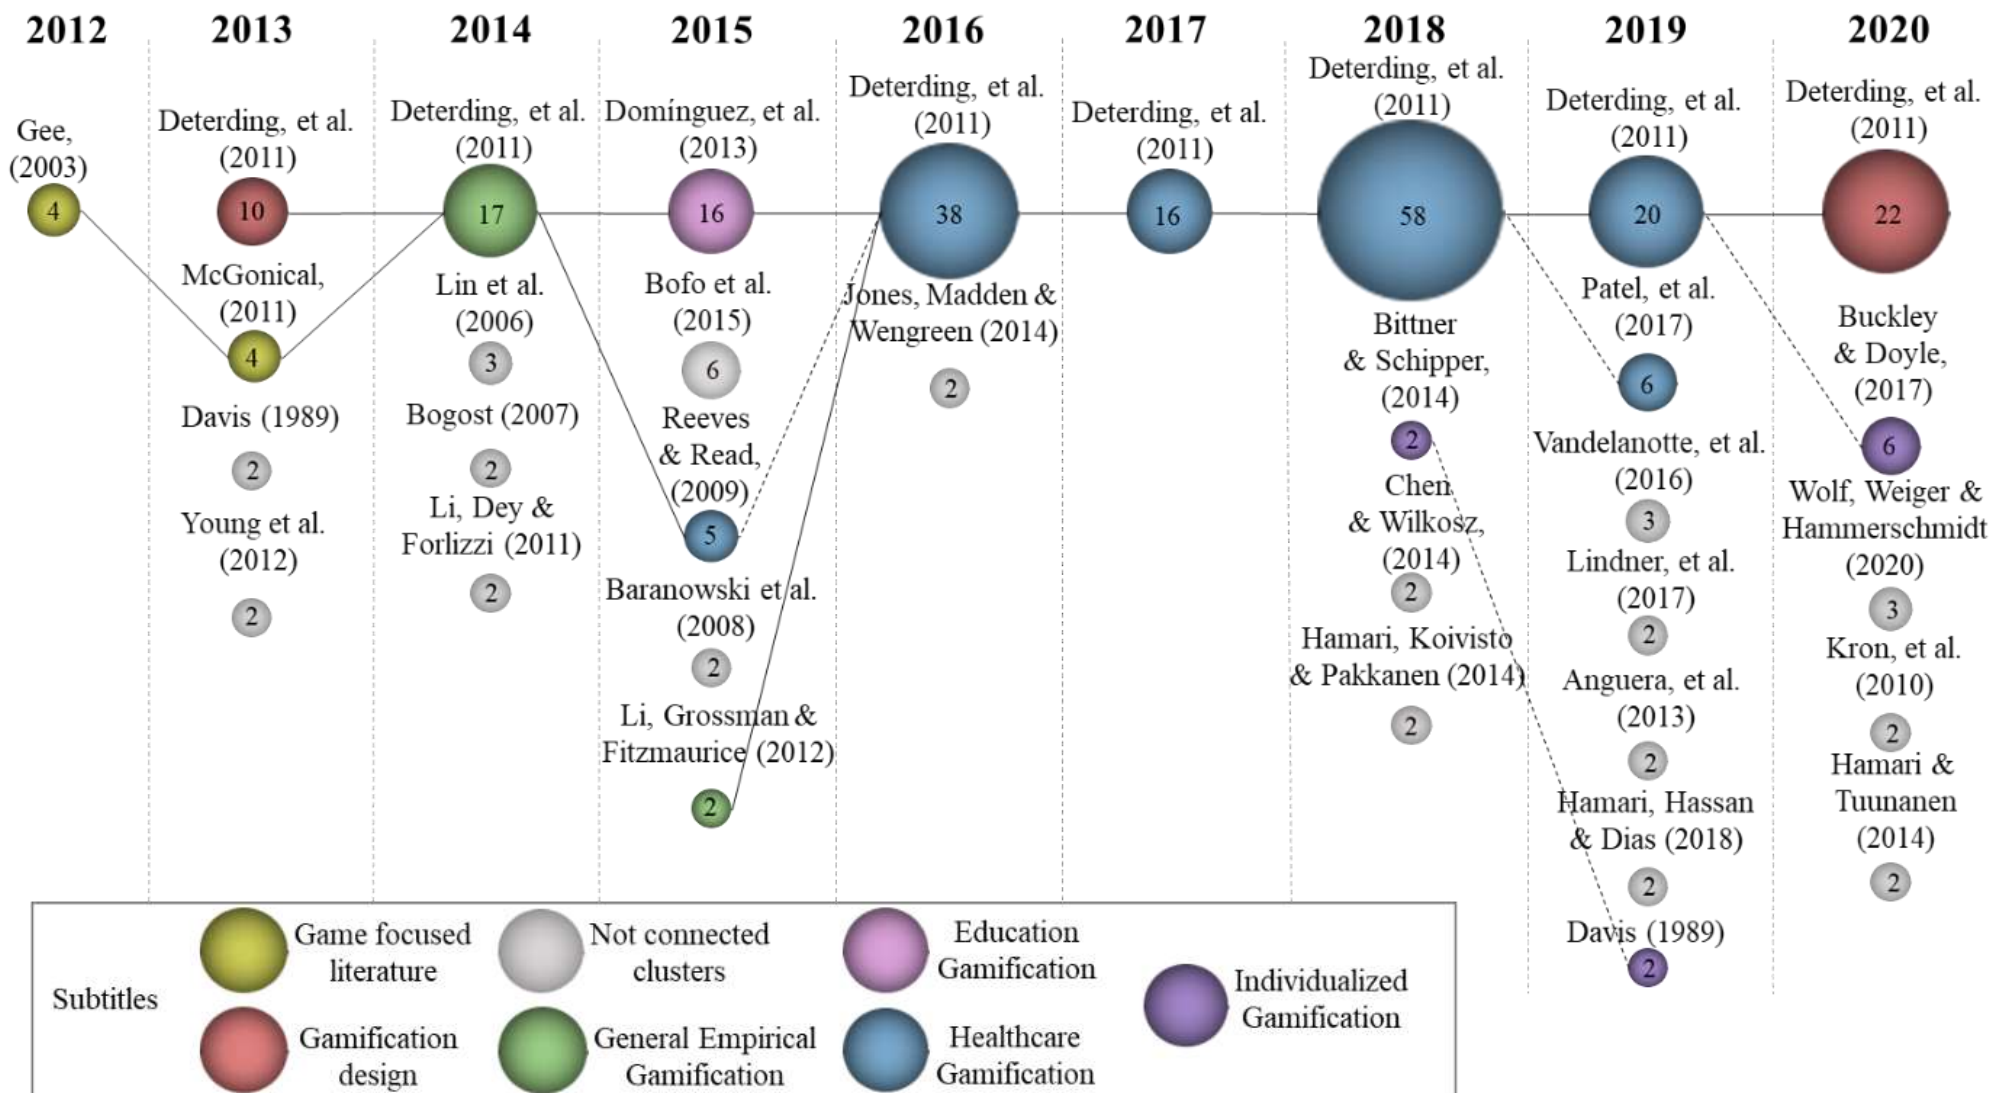 2012
2013
2014
2015
2016
2017
2018
2019
2020
Gee,
(2003)
4
Deterding, et al.
(2011)
10
McGonical,
(2011)
4
Davis (1989)
2
Young et al.
(2012)
2
Deterding, et al.
(2011)
17
Lin et al.
(2006)
3
Bogost (2007)
2
Li, Dey &
Forlizzi (2011)
2
Domínguez, et al.
(2013)
16
Bofo et al.
(2015)
6
Reeves
& Read,
(2009)
5
Baranowski et al.
(2008)
2
Li, Grossman &
Fitzmaurice (2012)
2
Deterding, et al.
(2011)
38
Jones, Madden &
Wengreen (2014)
2
Deterding, et al.
(2011)
16
Deterding, et al.
(2011)
58
Bittner
& Schipper,
(2014)
2
Chen
& Wilkosz,
(2014)
2
Hamari, Koivisto
& Pakkanen (2014)
2
Deterding, et al.
(2011)
20
Patel, et al.
(2017)
6
Vandelanotte, et al.
(2016)
3
Lindner, et al.
(2017)
2
Anguera, et al.
(2013)
2
Hamari, Hassan
& Dias (2018)
2
Davis (1989)
2
Deterding, et al.
(2011)
22
Buckley
& Doyle,
(2017)
6
Wolf, Weiger &
Hammerschmidt
(2020)
3
Kron, et al.
(2010)
2
Hamari &
Tuunanen
(2014)
2
Subtitles
Game focused
literature
Not connected
clusters
Education
Gamification
Individualized
Gamification
Gamification
design
General Empirical
Gamification
Healthcare
Gamification